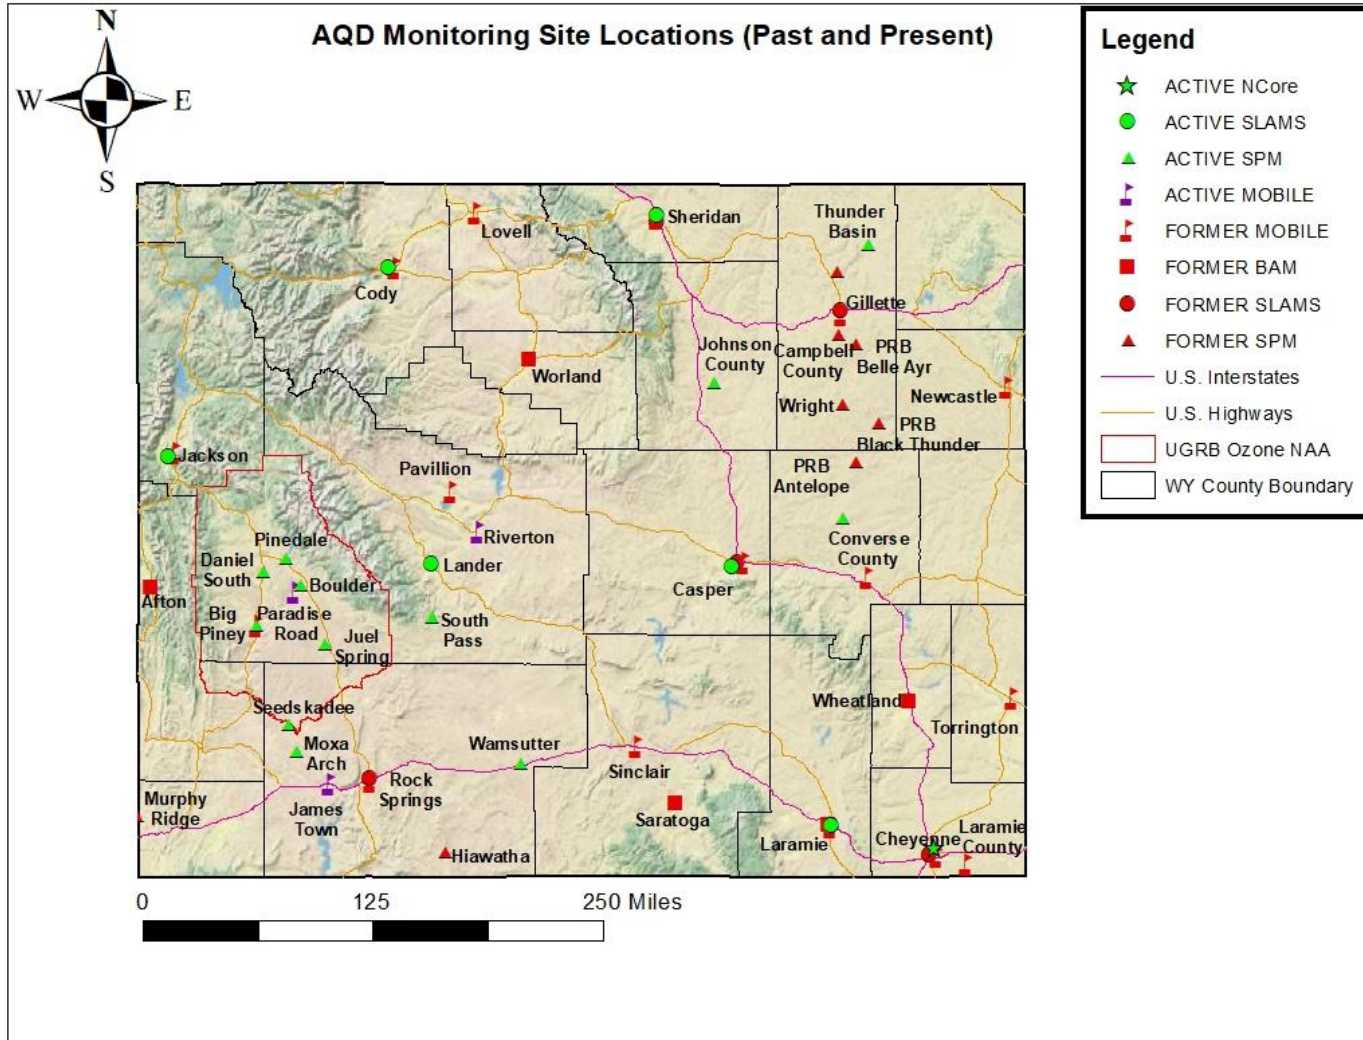 AQD Monitoring Site Locations (Past and Present)
N
W
E
S
Legend
ACTIVE NCore
ACTIVE SLAMS
ACTIVE SPM
ACTIVE MOBILE
FORMER MOBILE
FORMER BAM
FORMER SLAMS
FORMER SPM
U.S. Interstates
U.S. Highways
UGRB Ozone NAA
WY County Boundary
Lovell
Sheridan
Thunder
Basin
Cody
Gillette
Johnson
County
Campbell
County
PRB
Belle Ayr
Worland
Wright
Newcastle
PRB
Black Thunder
Jackson
Pavillion
PRB
Antelope
Riverton
Converse
County
Pinedale
Daniel
South
Boulder
Lander
Casper
Afton
Big
Piney
Paradise
Road
Juel
Spring
South
Pass
Seedskadee
Wheatland
Torrington
Moxa
Arch
Wamsutter
Sinclair
Rock
Springs
Murphy
Ridge
James
Town
Saratoga
Laramie
Cheyenne
Laramie
County
Hiawatha
0
125
250 Miles